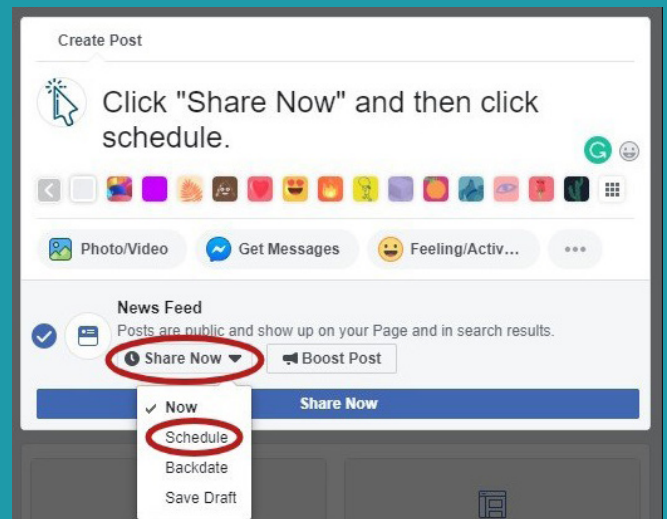 Create Post
Click "Share Now" and then click
schedule.
Photo/Video Get Messages Feeling/Activ...
News Feed
Posts are public and show up on your Page and in search results.
Share Now Boost Post
Share Now
Now
Schedule
Backdate
Save Draft